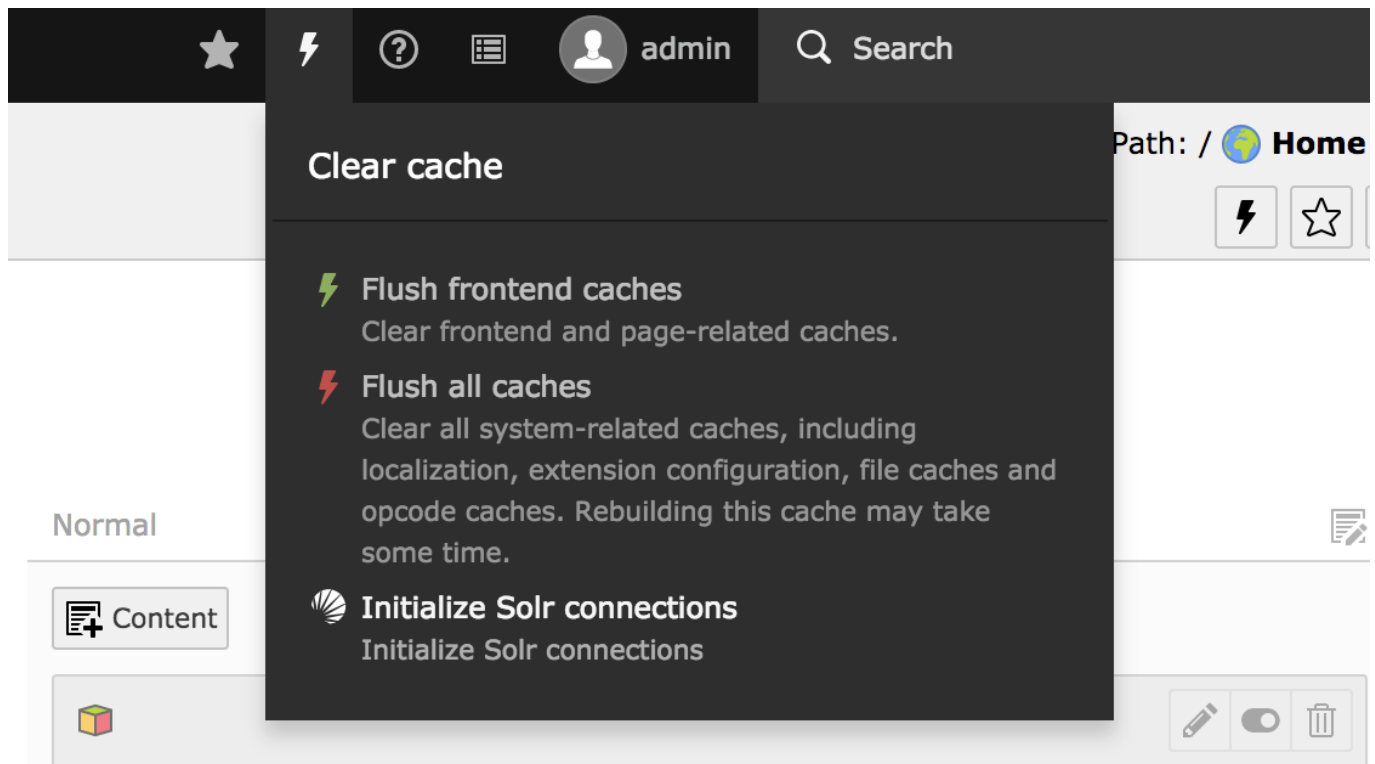 admin
Search
Path: / Home
Clear cache
Flush frontend caches
Clear frontend and page-related caches.
Flush all caches
Clear all system-related caches, including
localization, extension configuration, file caches and
opcode caches. Rebuilding this cache may take
some time.
Initialize Solr connections
Initialize Solr connections
Normal
Content